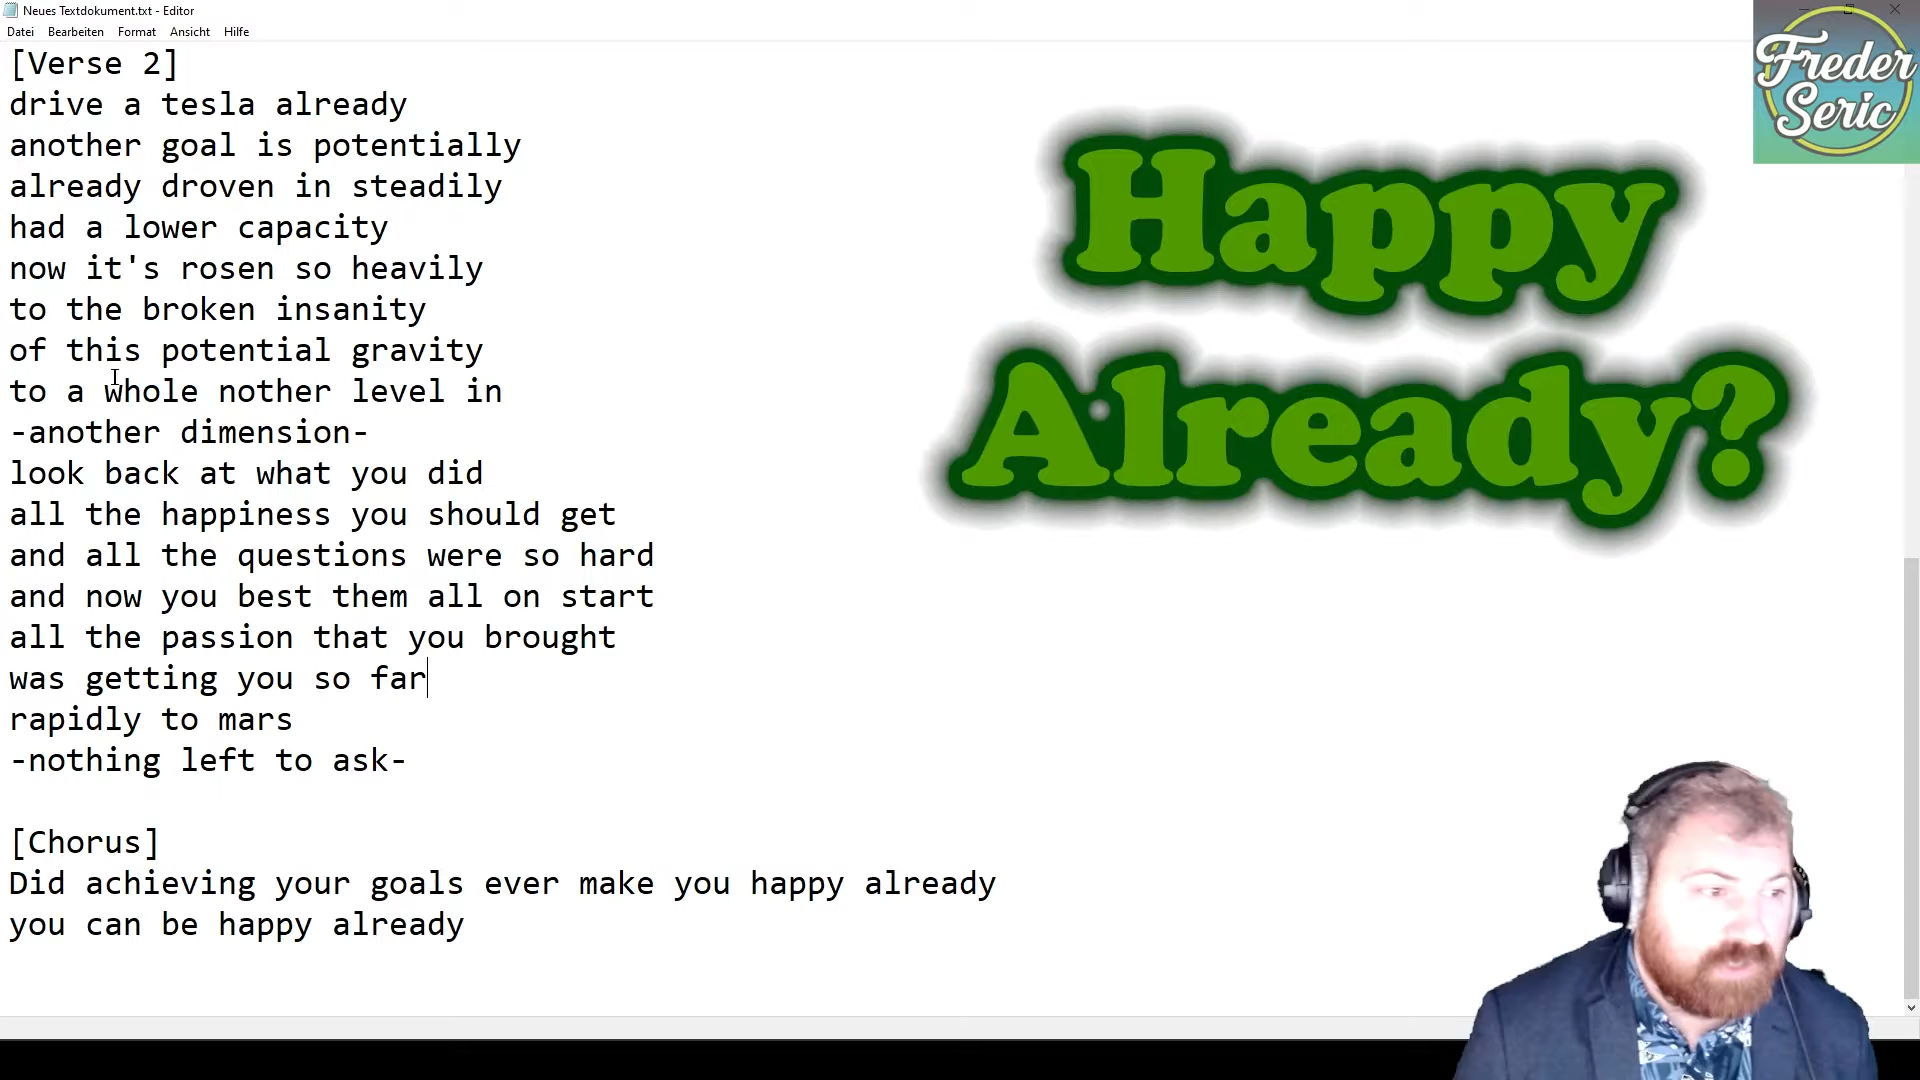 Neues Textdokument.txt - Editor
Datei Bearbeiten Format Ansicht Hilfe
[Verse 2]
drive a tesla already
another goal is potentially
already droven in steadily
had a lower capacity
now it's rosen so heavily
to the broken insanity
of this potential gravity
to a whole nother level in
-another dimension-
look back at what you did
all the happiness you should get
and all the questions were so hard
and now you best them all on start
all the passion that you brought
was getting you so far
rapidly to mars
-nothing left to ask-
[Chorus]
Did achieving your goals ever make you happy already
you can be happy already
Happy
Already?
Freder
Seric